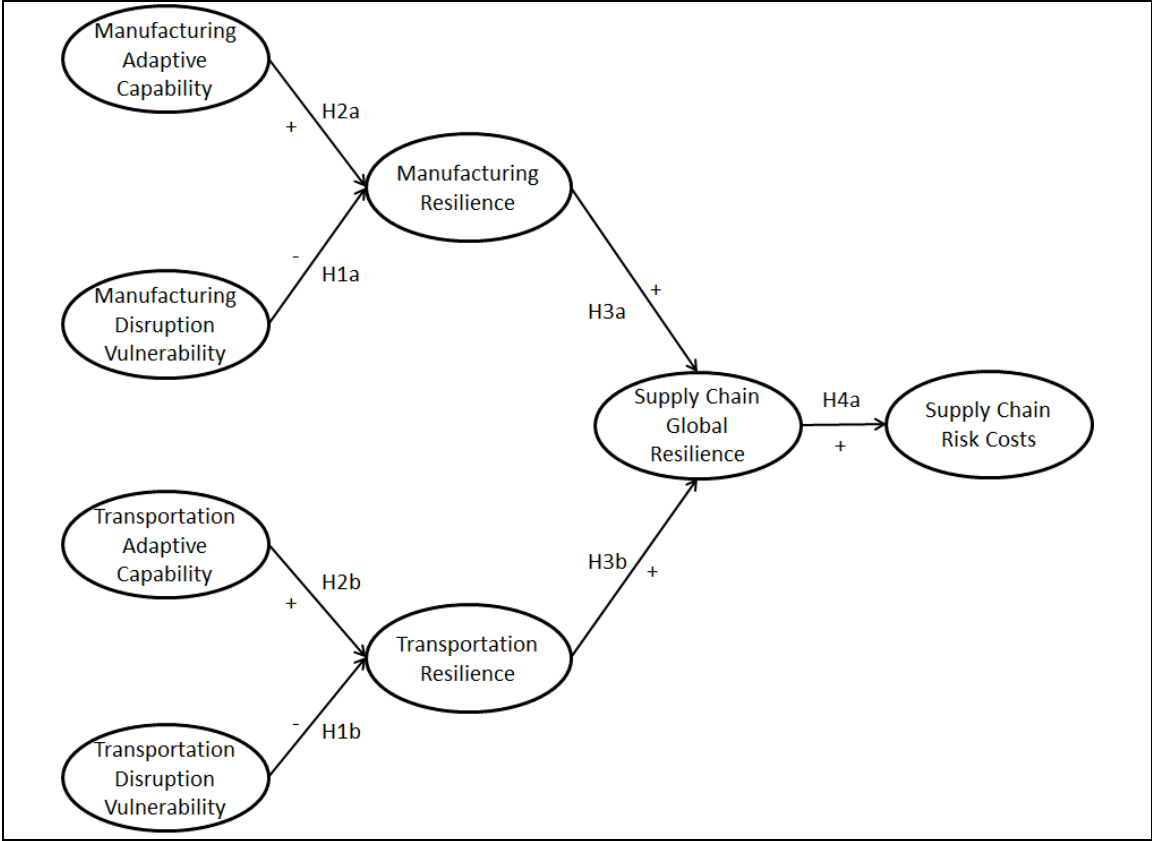 Manufacturing
Adaptive
Capability
H2a
+
Manufacturing
Resilience
-
H1a
Manufacturing
Disruption
Vulnerability
+
H3a
Supply Chain
Global
Resilience
H4a
+
Supply Chain
Risk Costs
Transportation
Adaptive
Capability
H2b
+
H3b
+
Transportation
Resilience
-
H1b
Transportation
Disruption
Vulnerability